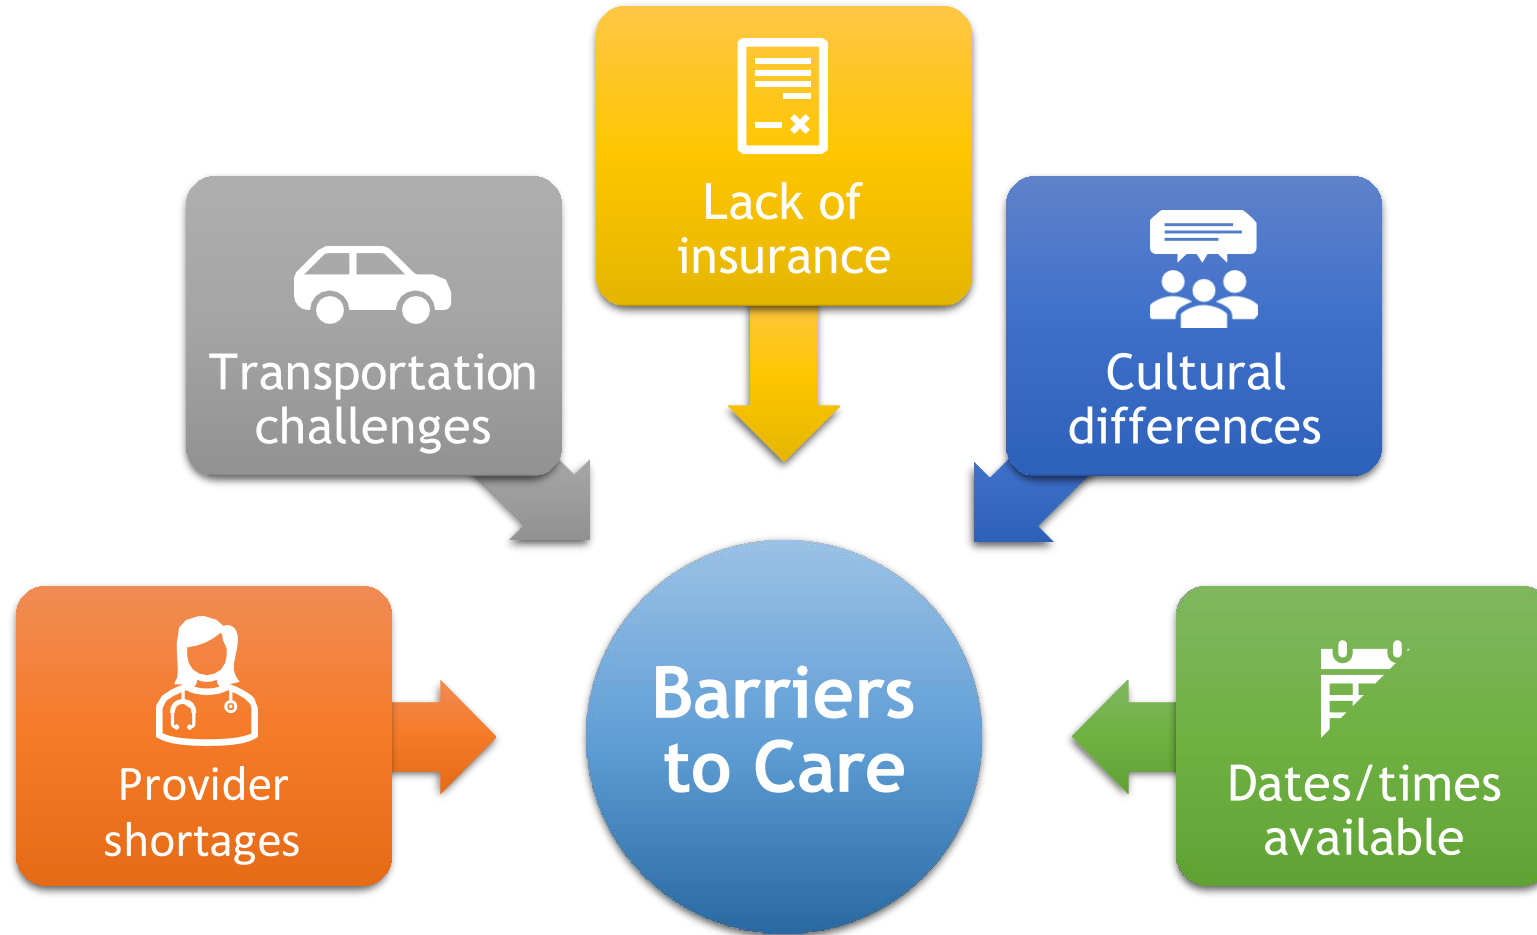 Lack of
insurance
Transportation
challenges
Cultural
differences
Provider
shortages
Barriers
to Care
Dates/times
available